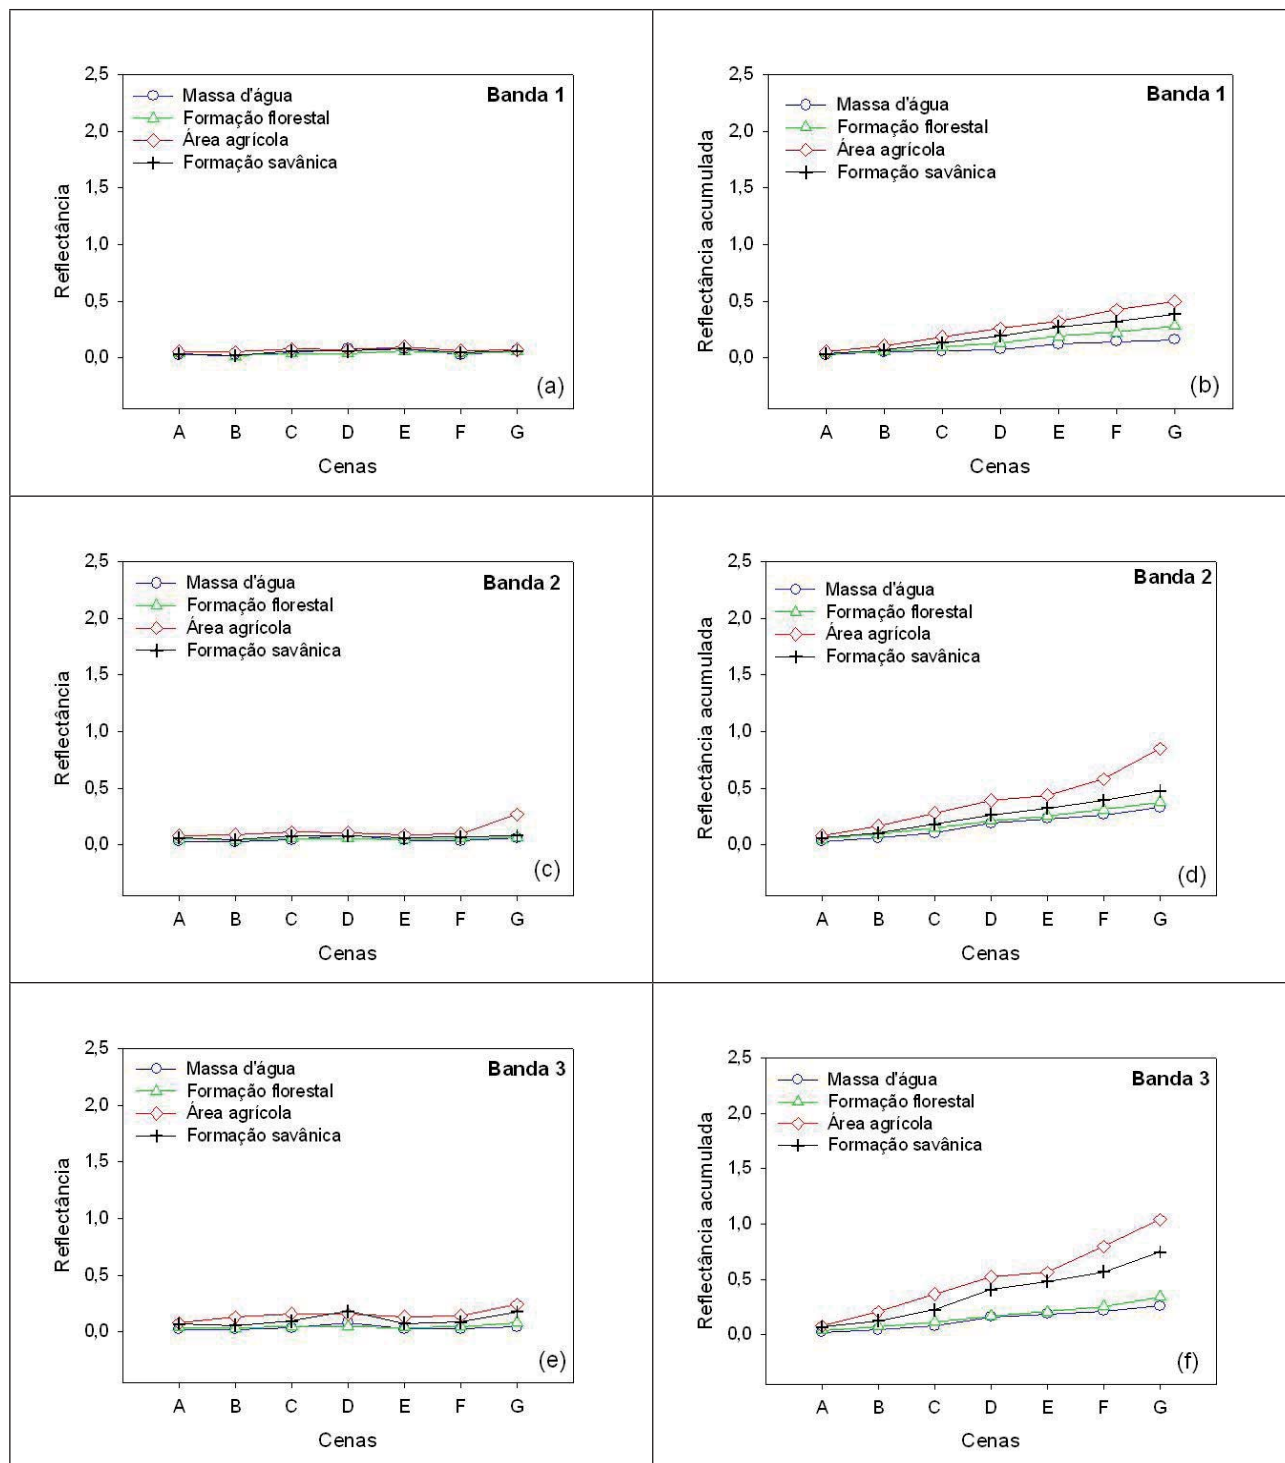 2,5
2,0
1,5
1,0
0,5
0,0
Reflectância
Massa d'água
Formação florestal
Área agrícola
Formação savânica
Banda 1
(a)
A B C D E F G
Cenas
2,5
2,0
1,5
1,0
0,5
0,0
Reflectância acumulada
Massa d'água
Formação florestal
Área agrícola
Formação savânica
Banda 1
(b)
A B C D E F G
Cenas
2,5
2,0
1,5
1,0
0,5
0,0
Reflectância
Massa d'água
Formação florestal
Área agrícola
Formação savânica
Banda 2
(c)
A B C D E F G
Cenas
2,5
2,0
1,5
1,0
0,5
0,0
Reflectância acumulada
Massa d'água
Formação florestal
Área agrícola
Formação savânica
Banda 2
(d)
A B C D E F G
Cenas
2,5
2,0
1,5
1,0
0,5
0,0
Reflectância
Massa d'água
Formação florestal
Área agrícola
Formação savânica
Banda 3
(e)
A B C D E F G
Cenas
2,5
2,0
1,5
1,0
0,5
0,0
Reflectância acumulada
Massa d'água
Formação florestal
Área agrícola
Formação savânica
Banda 3
(f)
A B C D E F G
Cenas